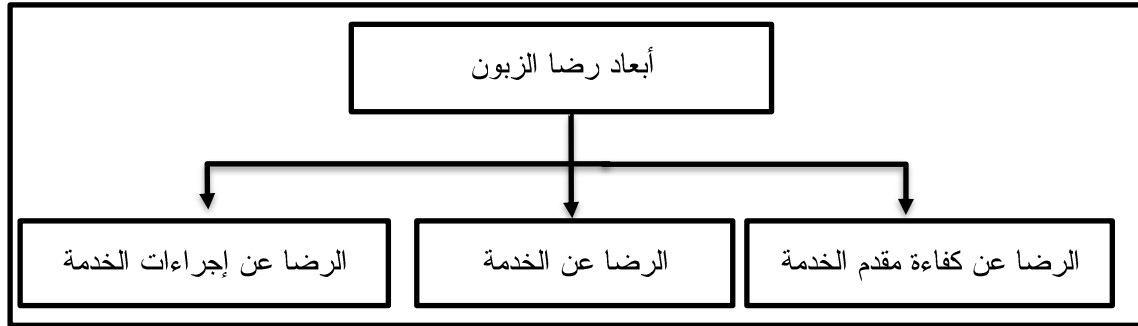 أبعاد رضا الزبون
الرضا عن كفاءة مقدم الخدمة
الرضا عن الخدمة
الرضا عن إجراءات الخدمة